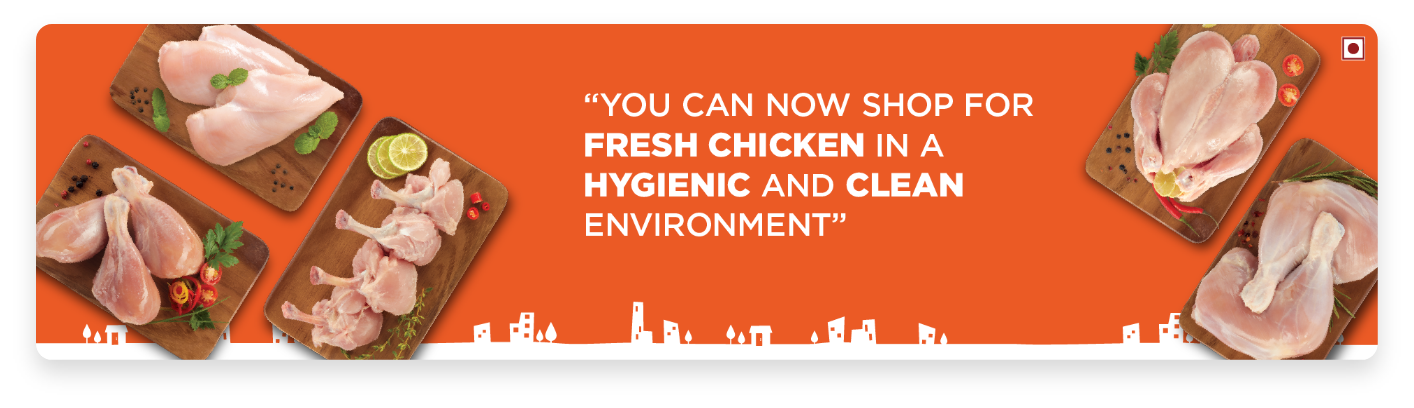 “YOU CAN NOW SHOP FOR
FRESH CHICKEN IN A
HYGIENIC AND CLEAN
ENVIRONMENT”